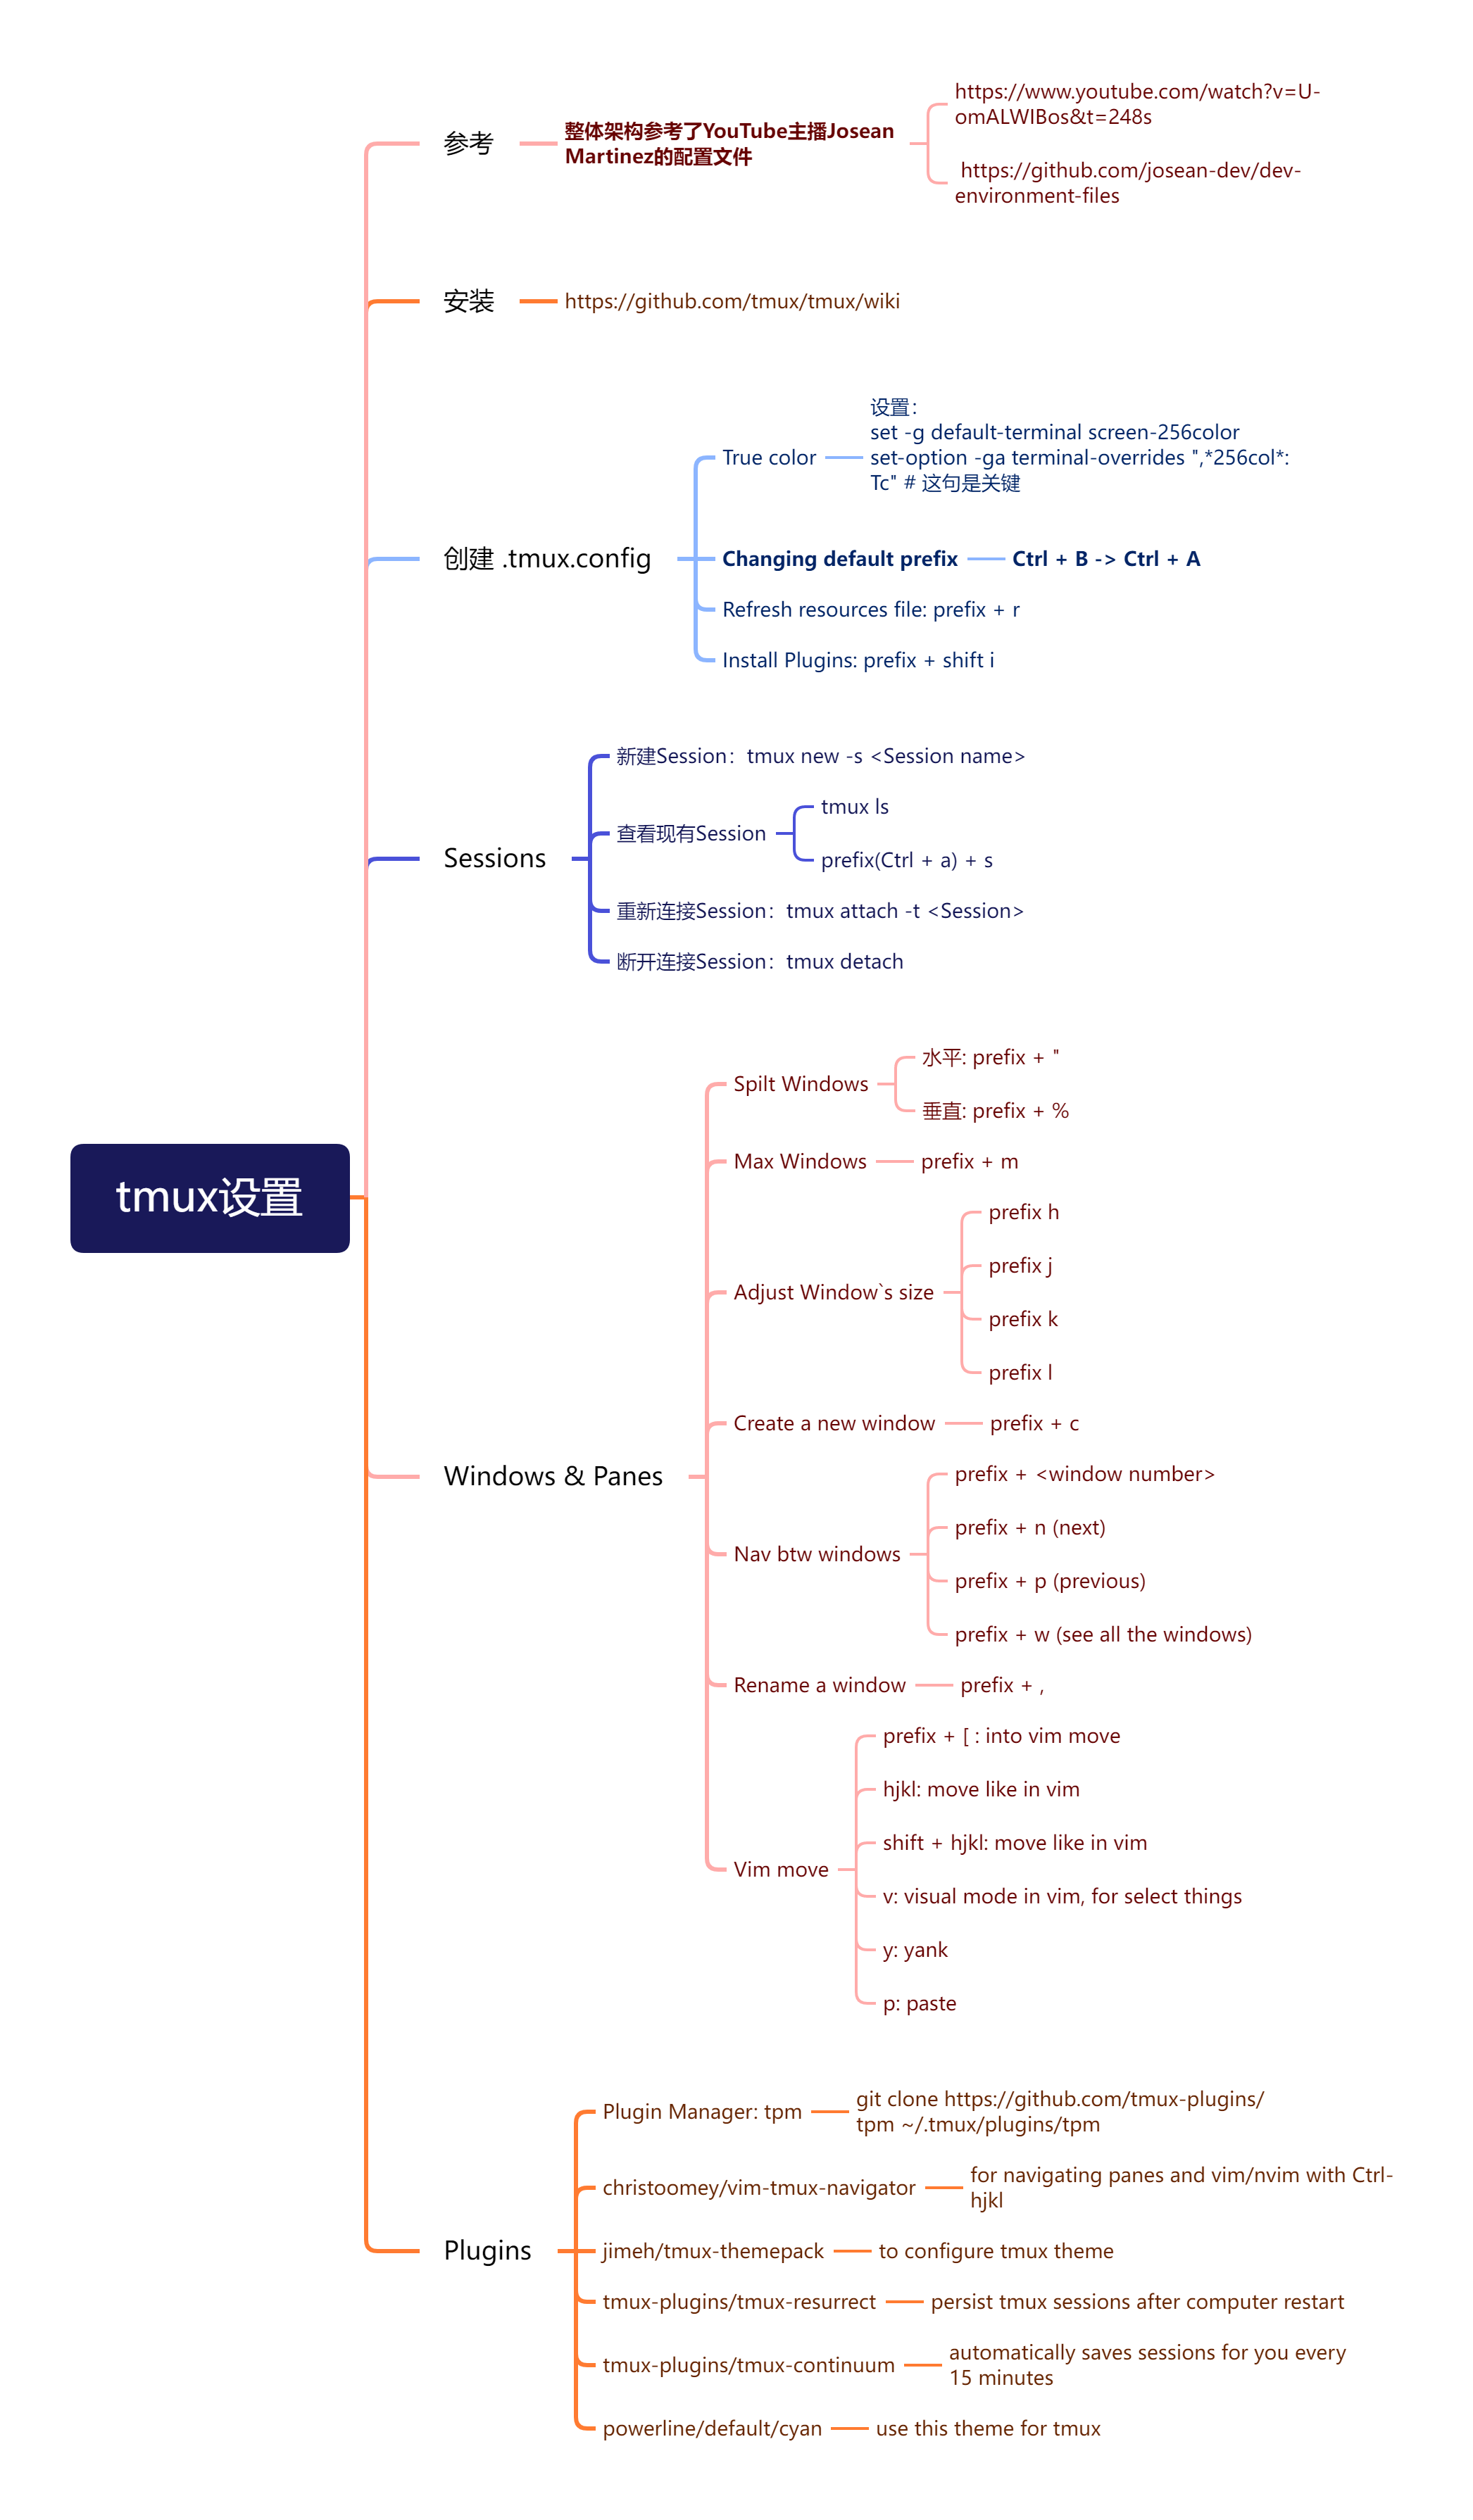 tmux设置
参考
整体架构参考了YouTube主播Josean
Martinez的配置文件
https://www.youtube.com/watch?v=U-
omALWIBos&t=248s
https://github.com/josean-dev/dev-
environment-files
安装
https://github.com/tmux/tmux/wiki
创建 .tmux.config
True color
设置：
set -g default-terminal screen-256color
set-option -ga terminal-overrides ",*256col*:
Tc" # 这句是关键
Changing default prefix
Ctrl + B -> Ctrl + A
Refresh resources file: prefix + r
Install Plugins: prefix + shift i
Sessions
新建Session：tmux new -s <Session name>
查看现有Session
tmux ls
prefix(Ctrl + a) + s
重新连接Session：tmux attach -t <Session>
断开连接Session：tmux detach
Windows & Panes
Spilt Windows
水平: prefix + "
垂直: prefix + %
Max Windows
prefix + m
Adjust Window`s size
prefix h
prefix j
prefix k
prefix l
Create a new window
prefix + c
Nav btw windows
prefix + <window number>
prefix + n (next)
prefix + p (previous)
prefix + w (see all the windows)
Rename a window
prefix + ,
Vim move
prefix + [ : into vim move
hjkl: move like in vim
shift + hjkl: move like in vim
v: visual mode in vim, for select things
y: yank
p: paste
Plugins
Plugin Manager: tpm
git clone https://github.com/tmux-plugins/
tpm ~/.tmux/plugins/tpm
christoomey/vim-tmux-navigator
for navigating panes and vim/nvim with Ctrl-
hjkl
jimeh/tmux-themepack
to configure tmux theme
tmux-plugins/tmux-resurrect
persist tmux sessions after computer restart
tmux-plugins/tmux-continuum
automatically saves sessions for you every
15 minutes
powerline/default/cyan
use this theme for tmux